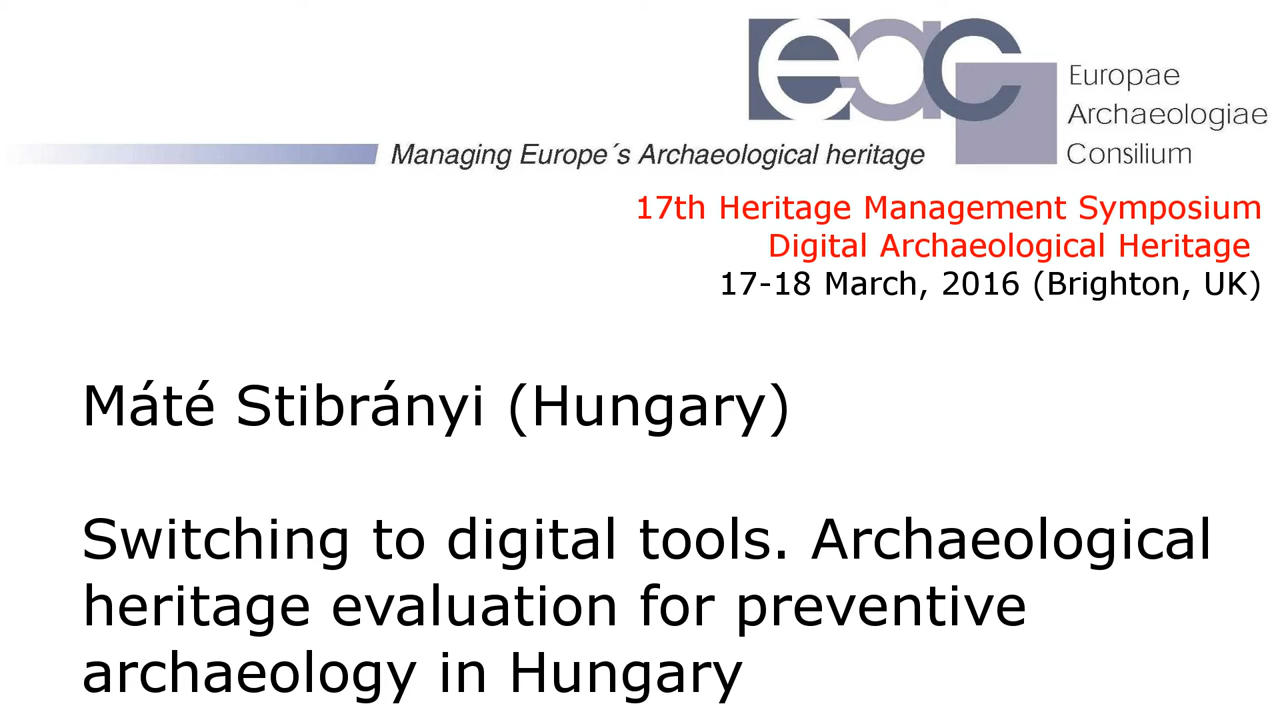 eac
Europae
Archaeologiae
Consilium
Managing Europe´s Archaeological heritage
17th Heritage Management Symposium
Digital Archaeological Heritage
17-18 March, 2016 (Brighton, UK)
Máté Stibrányi (Hungary)
Switching to digital tools. Archaeological
heritage evaluation for preventive
archaeology in Hungary